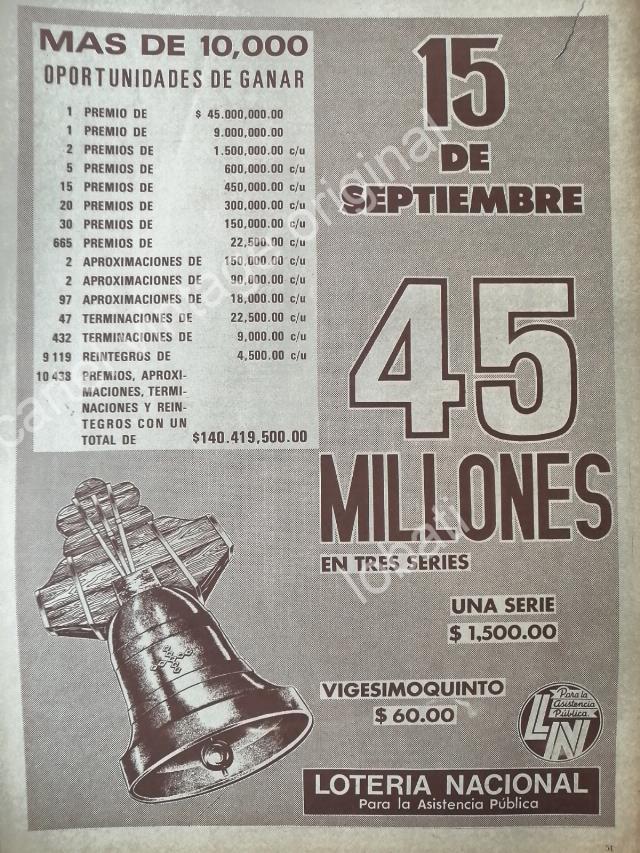 MAS DE 10,000
OPORTUNIDADES DE GANAR
1 PREMIO DE $ 45.000,000.00
1 PREMIO DE 9.000,000.00
2 PREMIOS DE 1.500,000.00 c/u
5 PREMIOS DE 600,000.00 c/u
15 PREMIOS DE 450,000.00 c/u
20 PREMIOS DE 300,000.00 c/u
30 PREMIOS DE 150,000.00 c/u
665 PREMIOS DE 22,500.00 c/u
2 APROXIMACIONES DE 150,000.00 c/u
2 APROXIMACIONES DE 90,000.00 c/u
97 APROXIMACIONES DE 18,000.00 c/u
47 TERMINACIONES DE 22,500.00 c/u
432 TERMINACIONES DE 9,000.00 c/u
9 119 REINTEGROS DE 4,500.00 c/u
10 438 PREMIOS, APROXI-
MACIONES, TERMI-
NACIONES Y REIN-
TEGROS CON UN
TOTAL DE $140.419,500.00
15
DE
SEPTIEMBRE
45
MILLONES
EN TRES SERIES
UNA SERIE
$ 1,500.00
VIGESIMOQUINTO
$ 60.00
Para la
Asistencia
Pública
LN
LOTERIA NACIONAL
Para la Asistencia Pública
51
vintage original
lobati